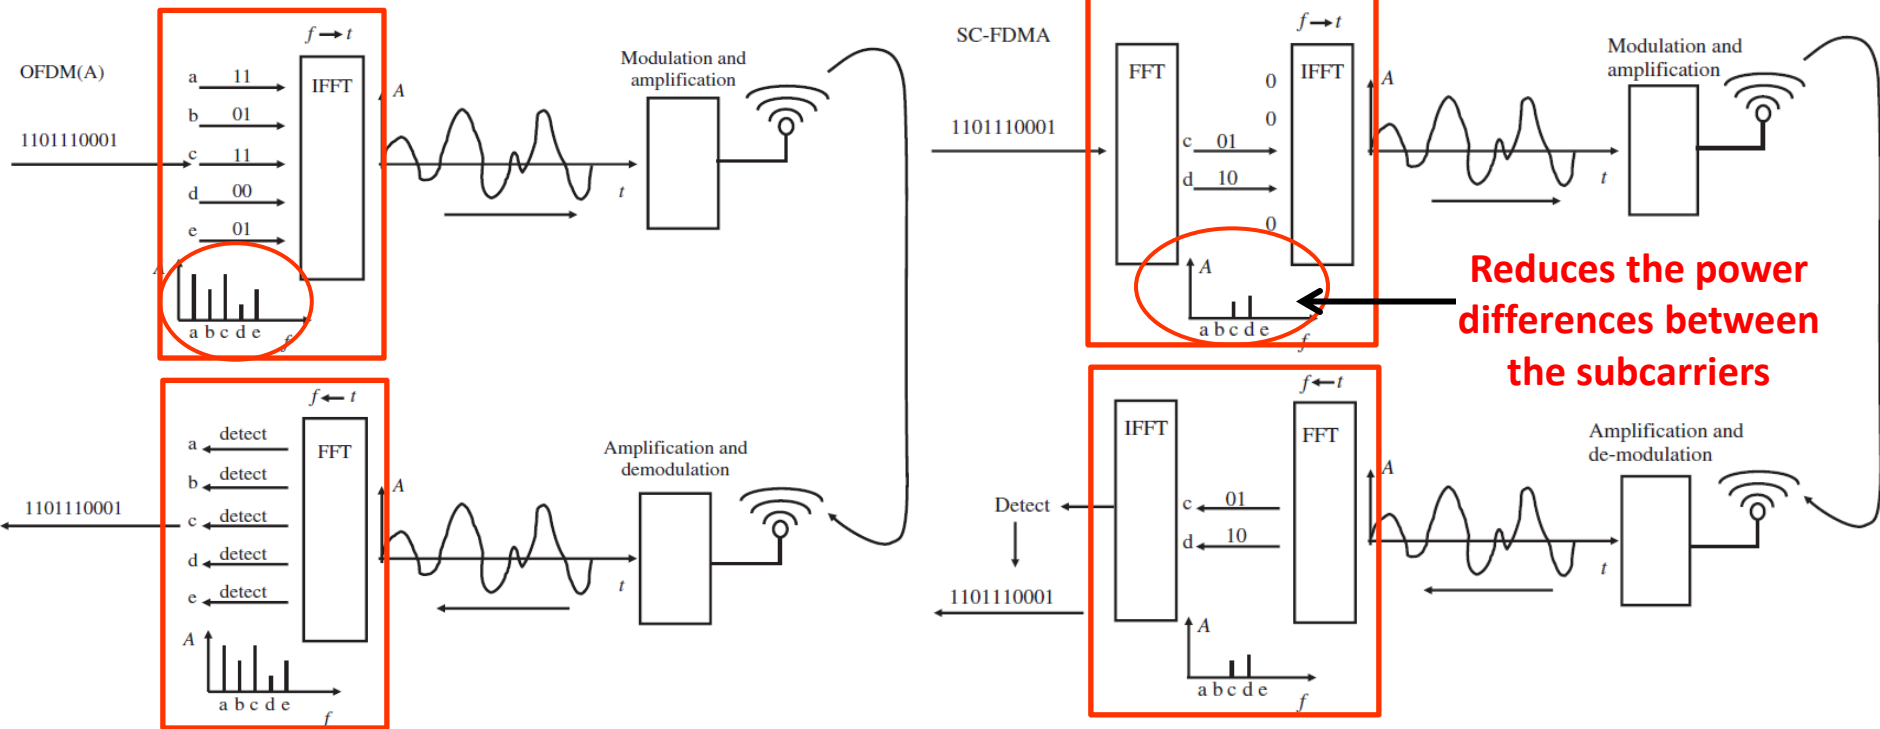 OFDM(A)
1101110001
f → t
IFFT
a 11
b 01
c 11
d 00
e 01
A
a b c d e
f
A
t
Modulation and
amplification
f ← t
FFT
a detect
b detect
c detect
d detect
e detect
1101110001
A
a b c d e
f
A
t
Amplification and
demodulation
SC-FDMA
1101110001
FFT
f → t
IFFT
0
0
c 01
d 10
0
A
a b c d e
f
A
t
Modulation and
amplification
Reduces the power
differences between
the subcarriers
f ← t
IFFT
FFT
c 01
d 10
Detect
1101110001
A
a b c d e
f
A
t
Amplification and
de-modulation